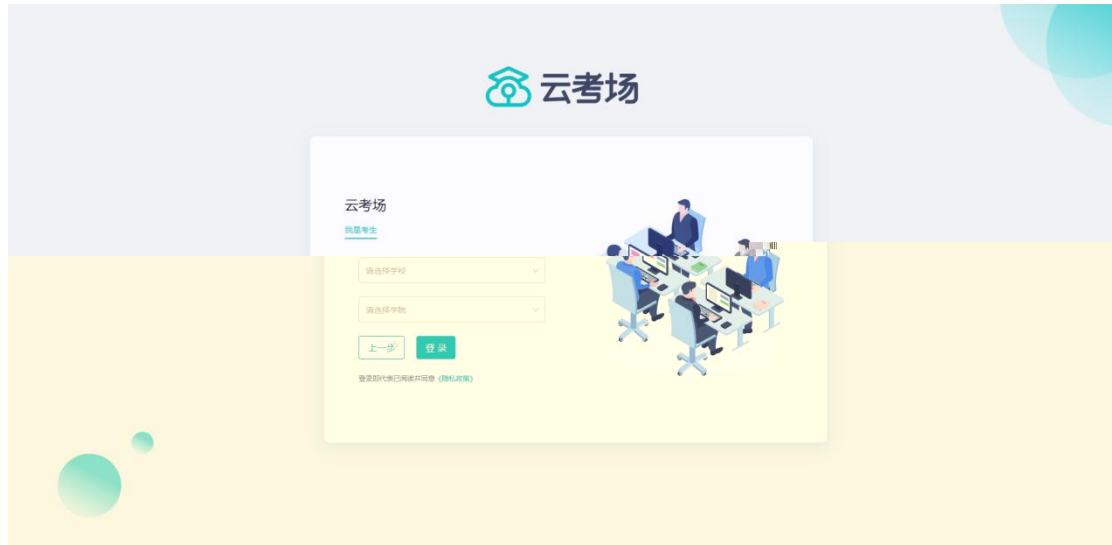 云考场
云考场
我是考生
请选择学校
请选择学院
上一步
登录
登录即代表已阅读并同意《隐私政策》